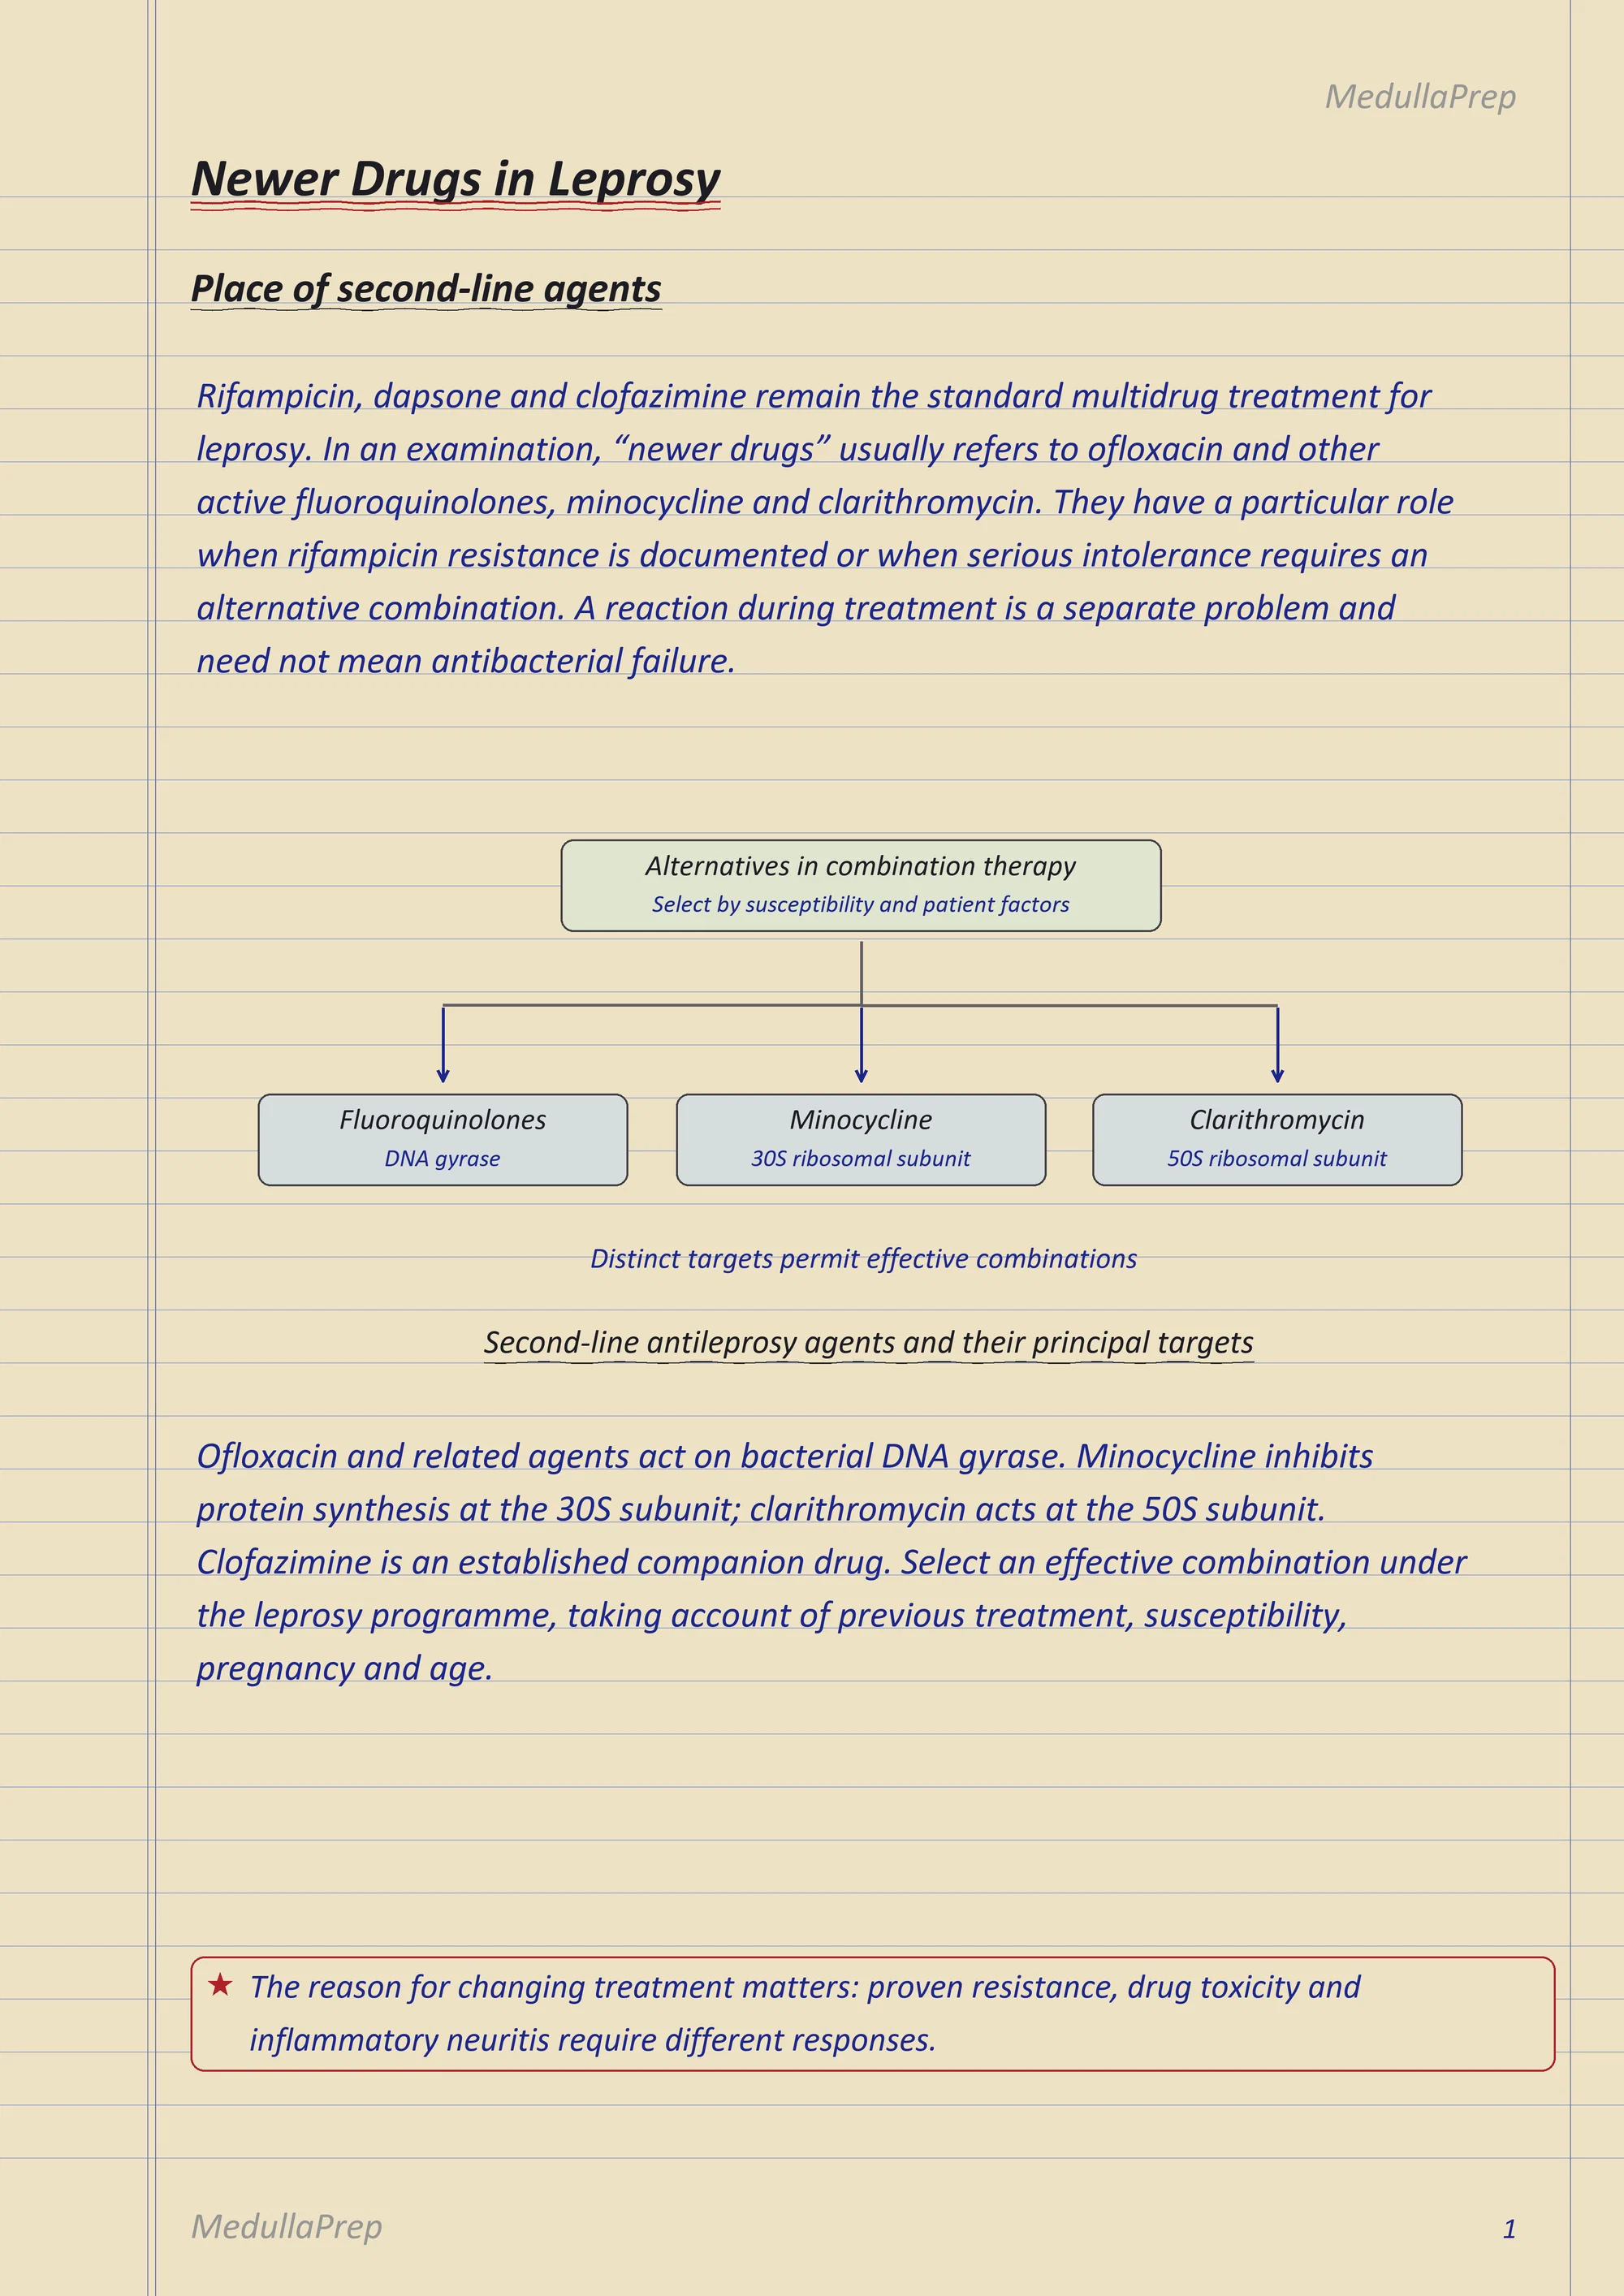 MedullaPrep
Newer Drugs in Leprosy
Place of second-line agents
Rifampicin, dapsone and clofazimine remain the standard multidrug treatment for
leprosy. In an examination, “newer drugs” usually refers to ofloxacin and other
active fluoroquinolones, minocycline and clarithromycin. They have a particular role
when rifampicin resistance is documented or when serious intolerance requires an
alternative combination. A reaction during treatment is a separate problem and
need not mean antibacterial failure.
Alternatives in combination therapy
Select by susceptibility and patient factors
Fluoroquinolones
DNA gyrase
Minocycline
30S ribosomal subunit
Clarithromycin
50S ribosomal subunit
Distinct targets permit effective combinations
Second-line antileprosy agents and their principal targets
Ofloxacin and related agents act on bacterial DNA gyrase. Minocycline inhibits
protein synthesis at the 30S subunit; clarithromycin acts at the 50S subunit.
Clofazimine is an established companion drug. Select an effective combination under
the leprosy programme, taking account of previous treatment, susceptibility,
pregnancy and age.
★ The reason for changing treatment matters: proven resistance, drug toxicity and
inflammatory neuritis require different responses.
MedullaPrep
1